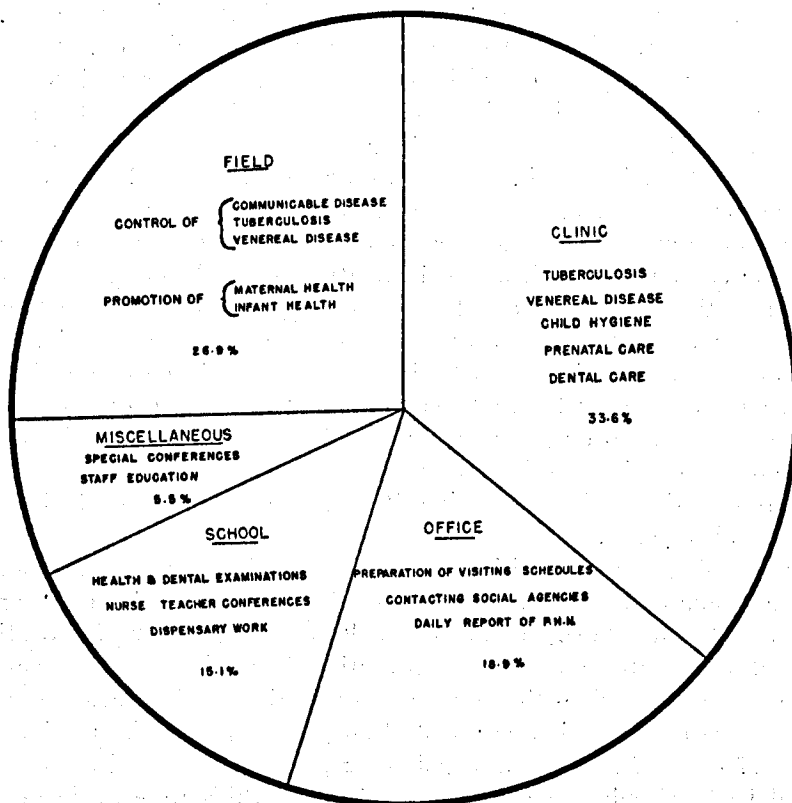 FIELD
CONTROL OF { COMMUNICABLE DISEASE
TUBERCULOSIS
VENEREAL DISEASE
PROMOTION OF { MATERNAL HEALTH
INFANT HEALTH
26.9%
CLINIC
TUBERCULOSIS
VENEREAL DISEASE
CHILD HYGIENE
PRENATAL CARE
DENTAL CARE
33.6%
MISCELLANEOUS
SPECIAL CONFERENCES
STAFF EDUCATION
5.5%
SCHOOL
HEALTH & DENTAL EXAMINATIONS
NURSE TEACHER CONFERENCES
DISPENSARY WORK
15.1%
OFFICE
PREPARATION OF VISITING SCHEDULES
CONTACTING SOCIAL AGENCIES
DAILY REPORT OF P.H.N.
18.9%